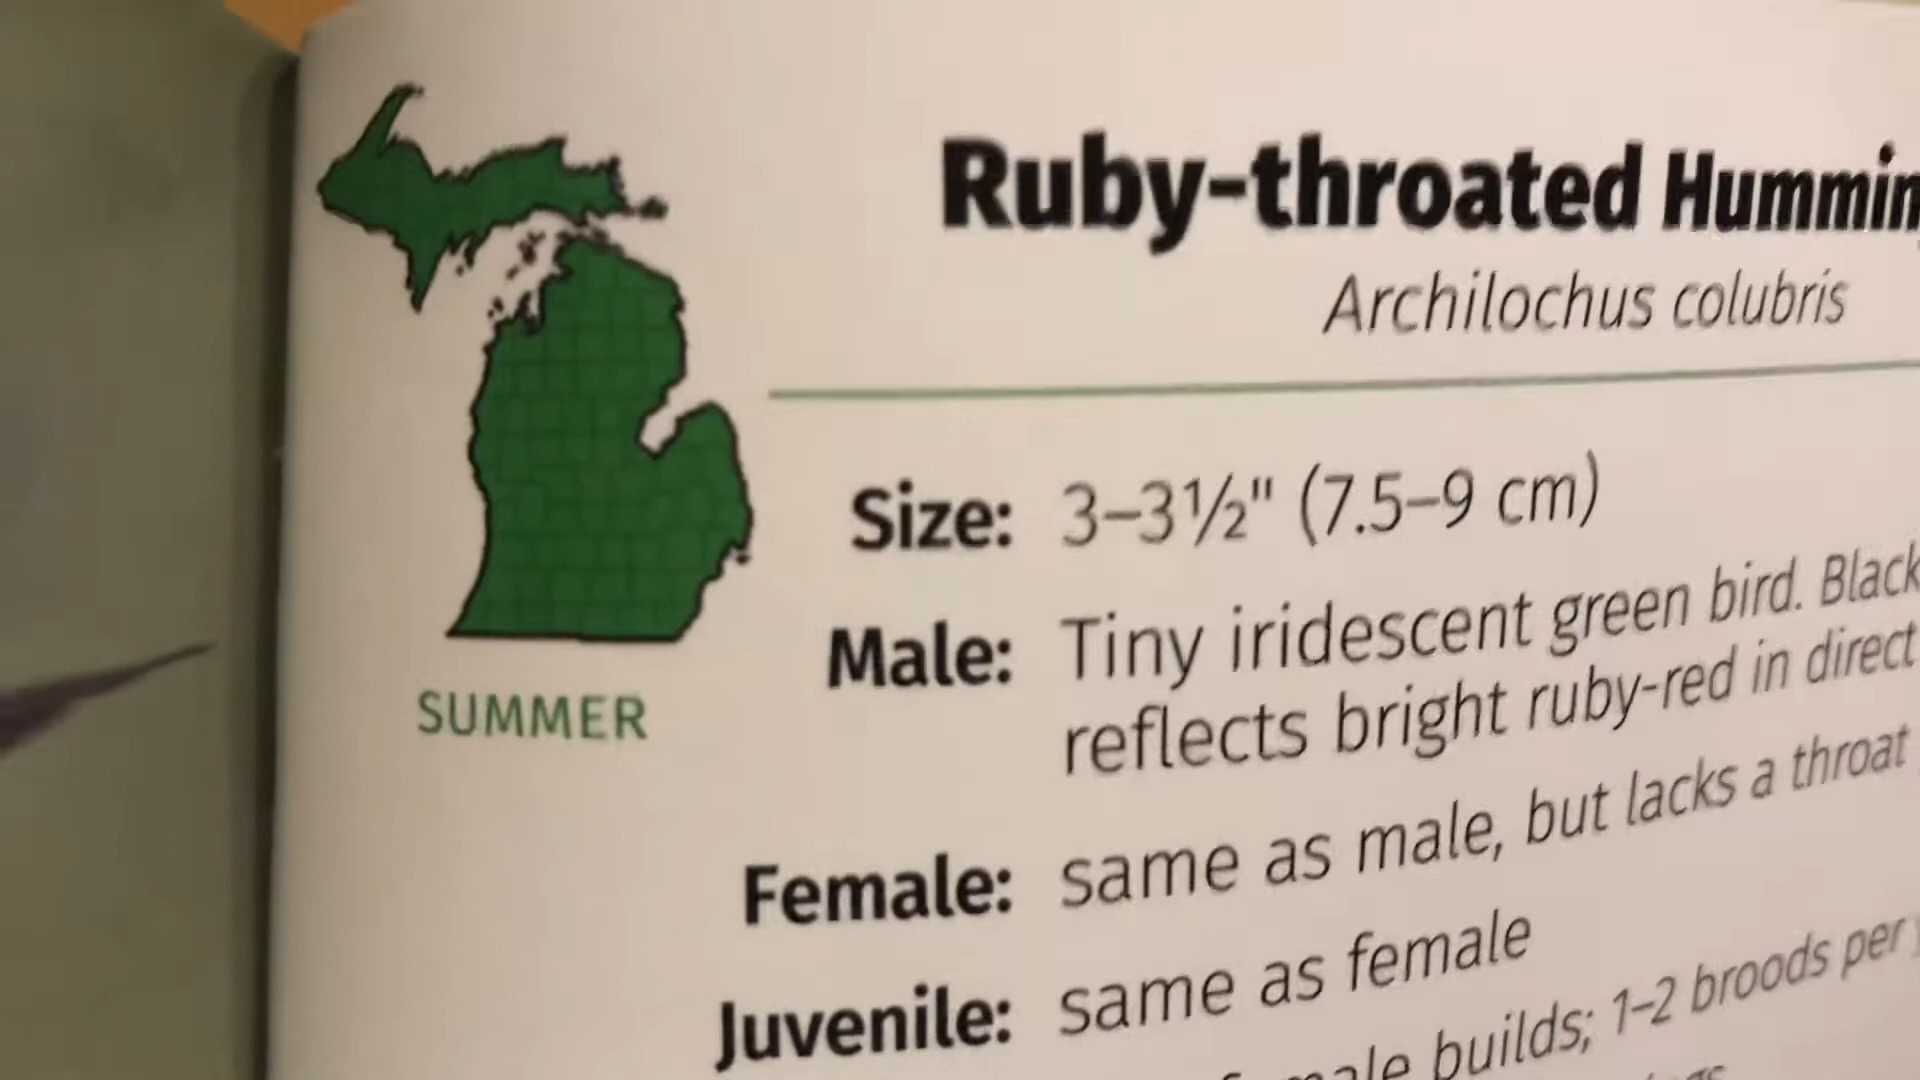 Ruby-throated Hummin
Archilochus colubris
Size: 3–3½" (7.5–9 cm)
Male: Tiny iridescent green bird. Black
reflects bright ruby-red in direct
SUMMER
Female: same as male, but lacks a throat
Juvenile: same as female
male builds; 1–2 broods per